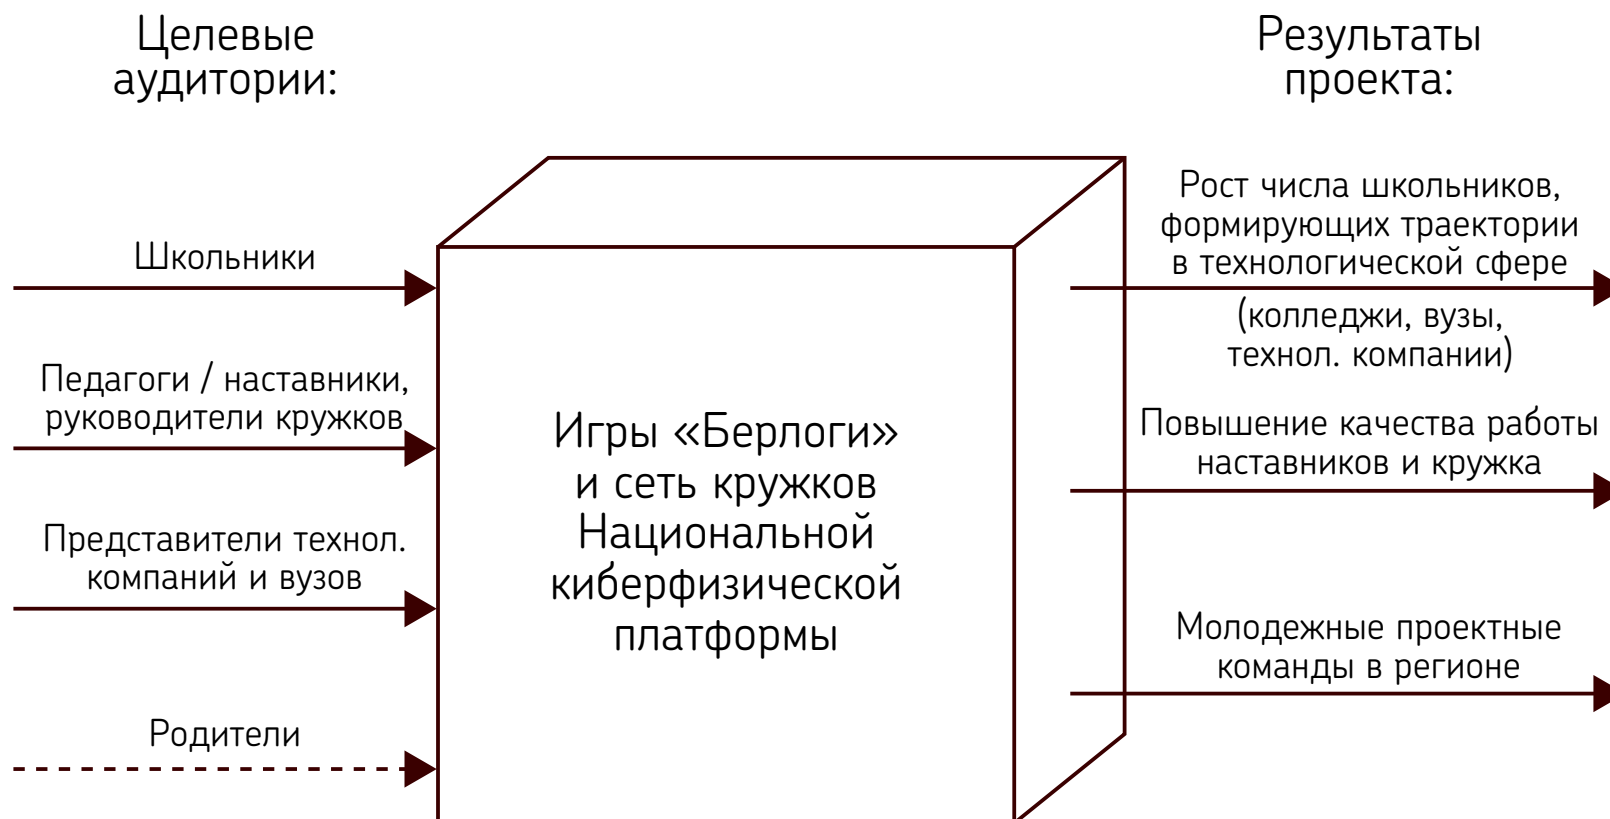 Целевые
аудитории:
Результаты
проекта:
Школьники
Педагоги / наставники,
руководители кружков
Представители технол.
компаний и вузов
Родители
Игры «Берлоги»
и сеть кружков
Национальной
киберфизической
платформы
Рост числа школьников,
формирующих траектории
в технологической сфере
(колледжи, вузы,
технол. компании)
Повышение качества работы
наставников и кружка
Молодежные проектные
команды в регионе